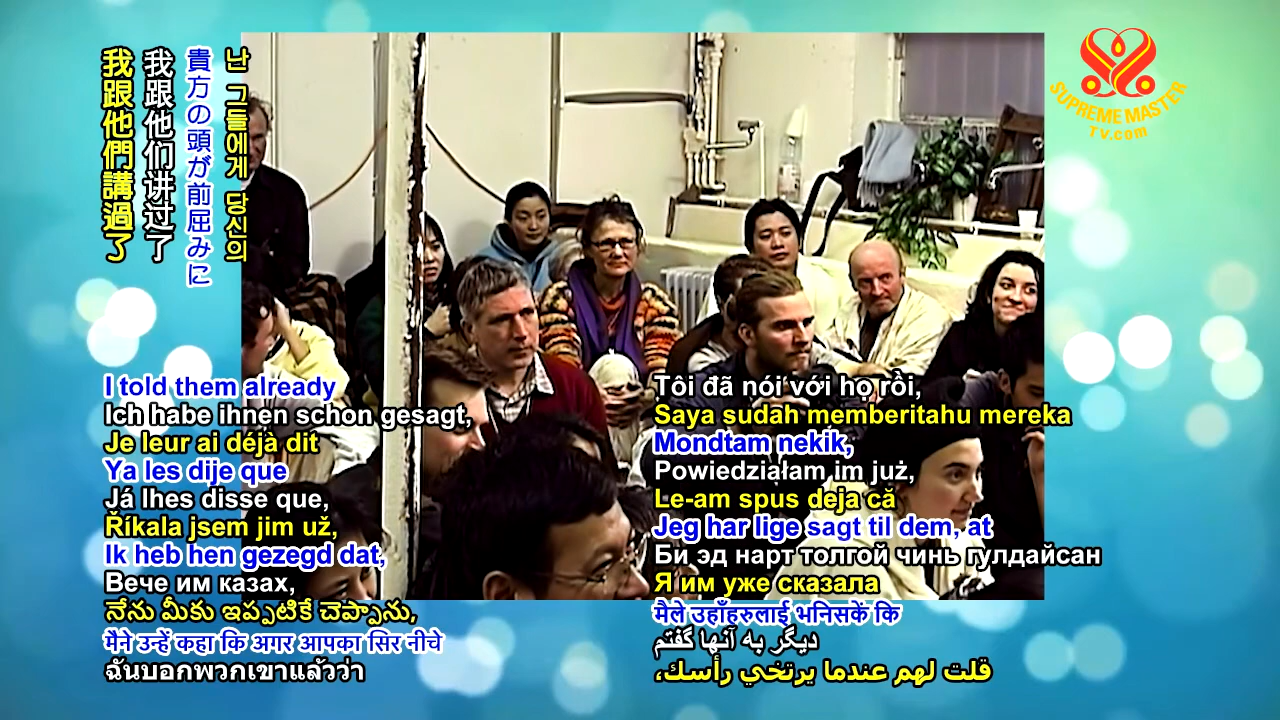 我跟他們講過了
我跟他们讲过了
貴方の頭が前屈みに
난 그들에게 당신의
SUPREME MASTER
TV.com
I told them already
Ich habe ihnen schon gesagt,
Je leur ai déjà dit
Ya les dije que
Já lhes disse que,
Říkala jsem jim už,
Ik heb hen gezegd dat,
Вече им казах,
నేను మీకు ఇప్పటికే చెప్పాను,
मैंने उन्हें कहा कि अगर आपका सिर नीचे
ฉันบอกพวกเขาแล้วว่า
Tôi đã nói với họ rồi,
Saya sudah memberitahu mereka
Mondtam nekik,
Powiedziałam im już,
Le-am spus deja că
Jeg har lige sagt til dem, at
Би эд нарт толгой чинь гулдайсан
Я им уже сказала
मैले उहाँहरुलाई भनिसकें कि
دیگر به آنها گفتم
قلت لهم عندما يرتخي رأسك،